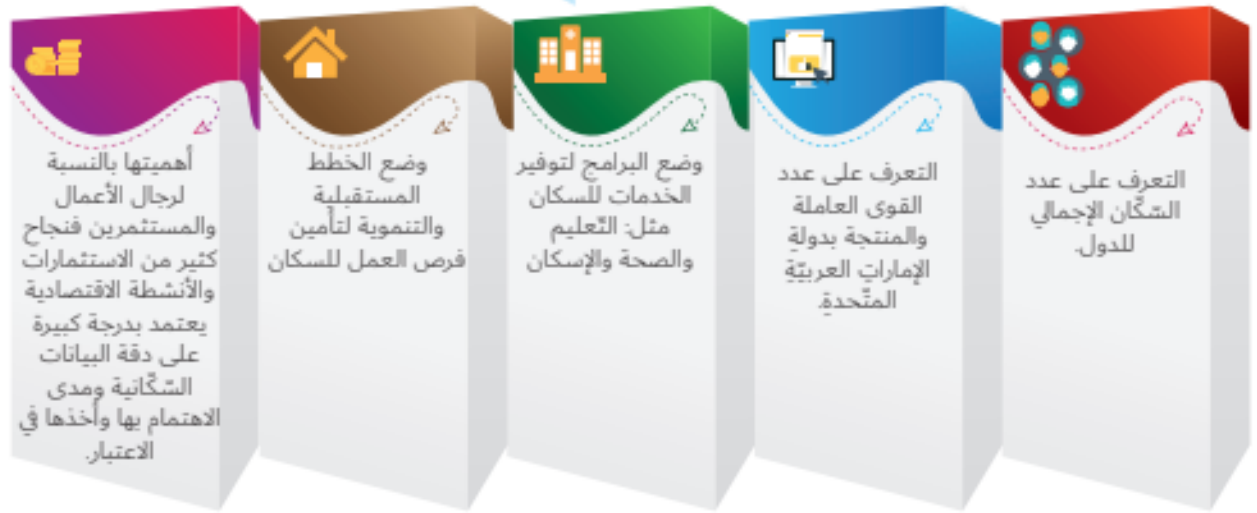 التعرف على عدد
السّكّان الإجمالي
للدول.
التعرف على عدد
القوى العاملة
والمنتجة بدولةِ
الإماراتِ العربيّةِ
المتّحدةِ.
وضع البرامج لتوفير
الخدمات للسكان
مثل: التّعليم
والصحة والإسكان
وضع الخطط
المستقبلية
والتنموية لتأمين
فرص العمل للسكان
أهميتها بالنسبة
لرجال الأعمال
والمستثمرين فنجاح
كثير من الاستثمارات
والأنشطة الاقتصادية
يعتمد بدرجة كبيرة
على دقة البيانات
السّكّانية ومدى
الاهتمام بها وأخذها في
الاعتبار.